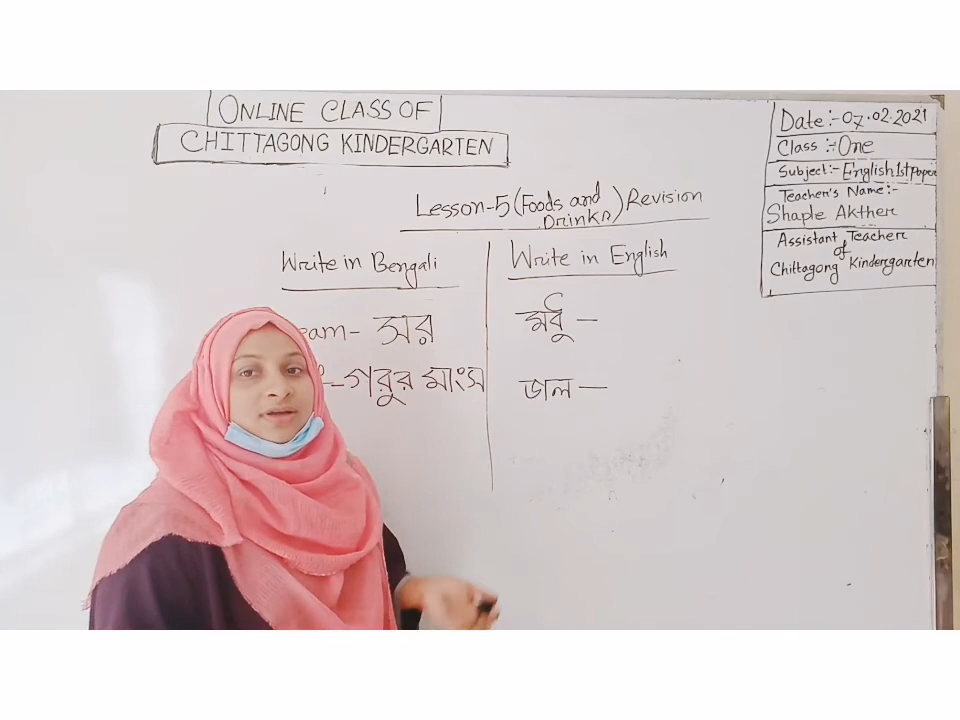 ONLINE CLASS OF
CHITTAGONG KINDERGARTEN
Date:-07.02.2021
Class:-One
Subject:-English 1st Paper
Teacher's Name:-
Shaple Akther
Assistant Teacher
of
Chittagong Kindergarten
Lesson-5 (Foods and Drinks) Revision
Write in Bengali
eam- সর
-গরুর মাংস
Write in English
মধু -
ডাল -